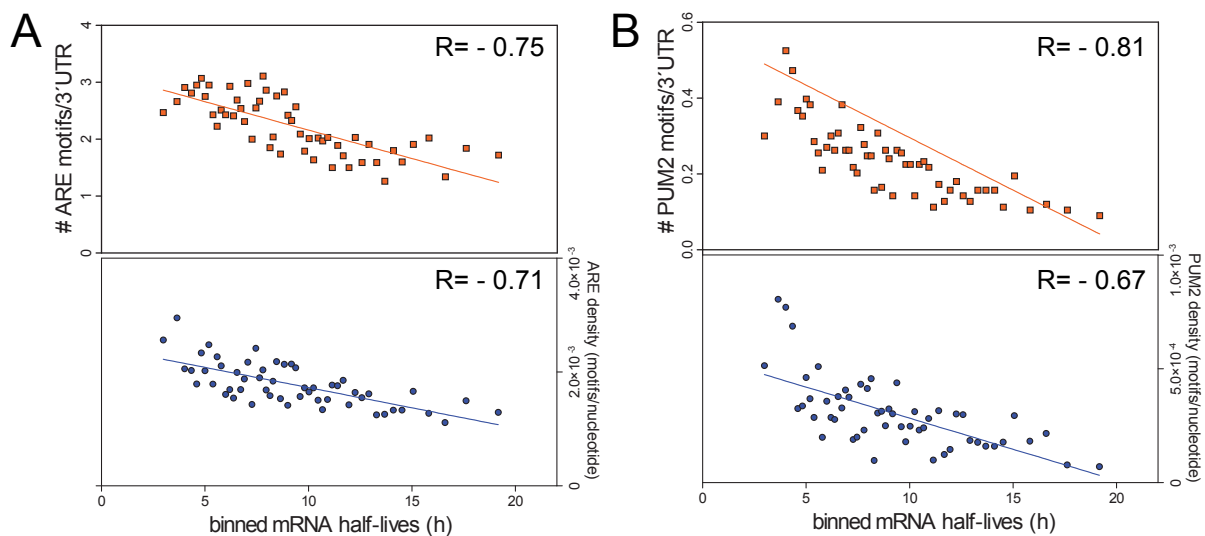 A
# ARE motifs/3′UTR
4
3
2
1
0
R= - 0.75
R= - 0.71
ARE density (motifs/nucleotide)
4.0×10⁻³
2.0×10⁻³
0
0 5 10 15 20
binned mRNA half-lives (h)
B
# PUM2 motifs/3′UTR
0.6
0.4
0.2
0.0
R= - 0.81
R= - 0.67
PUM2 density (motifs/nucleotide)
1.0×10⁻³
5.0×10⁻⁴
0
0 5 10 15 20
binned mRNA half-lives (h)